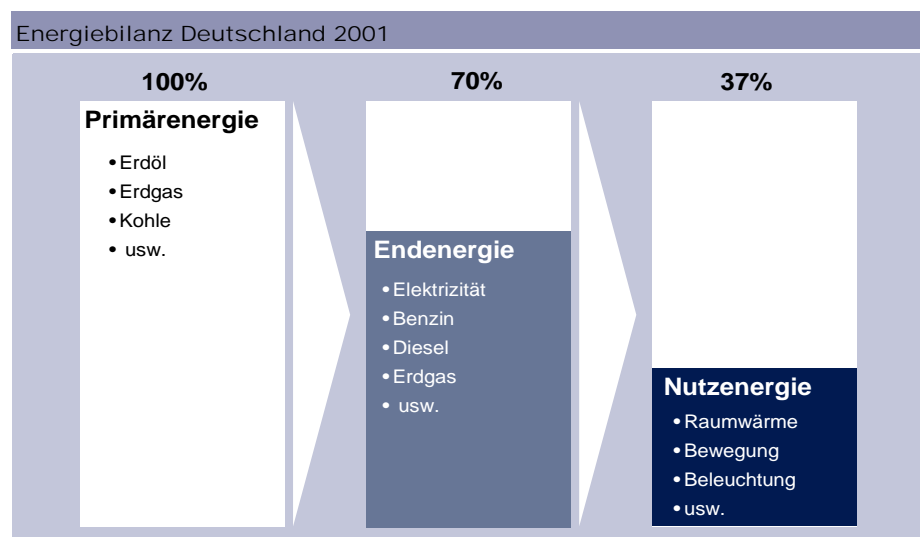 Energiebilanz Deutschland 2001
100%
Primärenergie
•Erdöl
•Erdgas
•Kohle
• usw.
70%
Endenergie
•Elektrizität
•Benzin
•Diesel
•Erdgas
• usw.
37%
Nutzenergie
•Raumwärme
•Bewegung
•Beleuchtung
•usw.